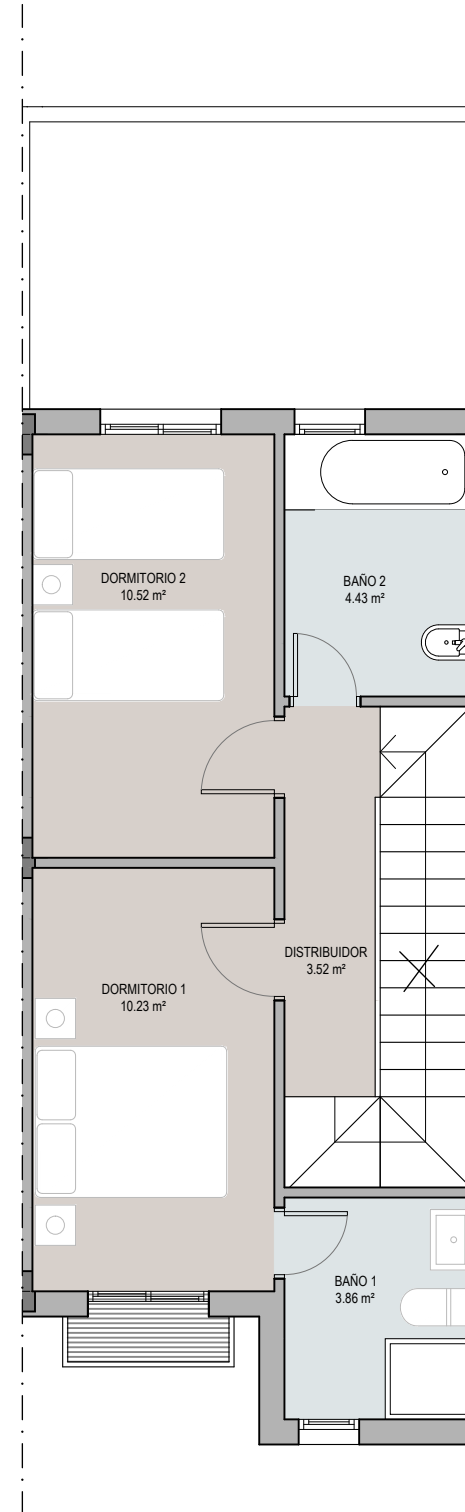 DORMITORIO 2
10.52 m²
BAÑO 2
4.43 m²
DISTRIBUIDOR
3.52 m²
DORMITORIO 1
10.23 m²
BAÑO 1
3.86 m²